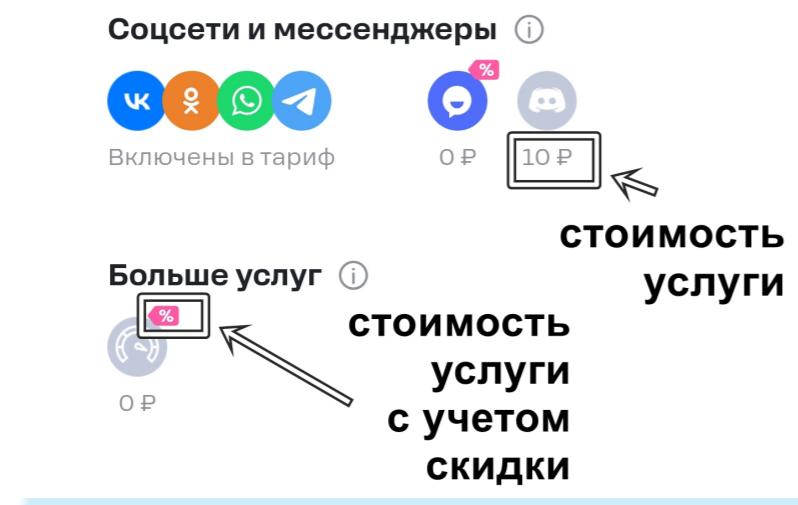 Соцсети и мессенджеры
%
Включены в тариф
0 ₽
10 ₽
стоимость
услуги
Больше услуг
%
0 ₽
стоимость
услуги
с учетом
скидки